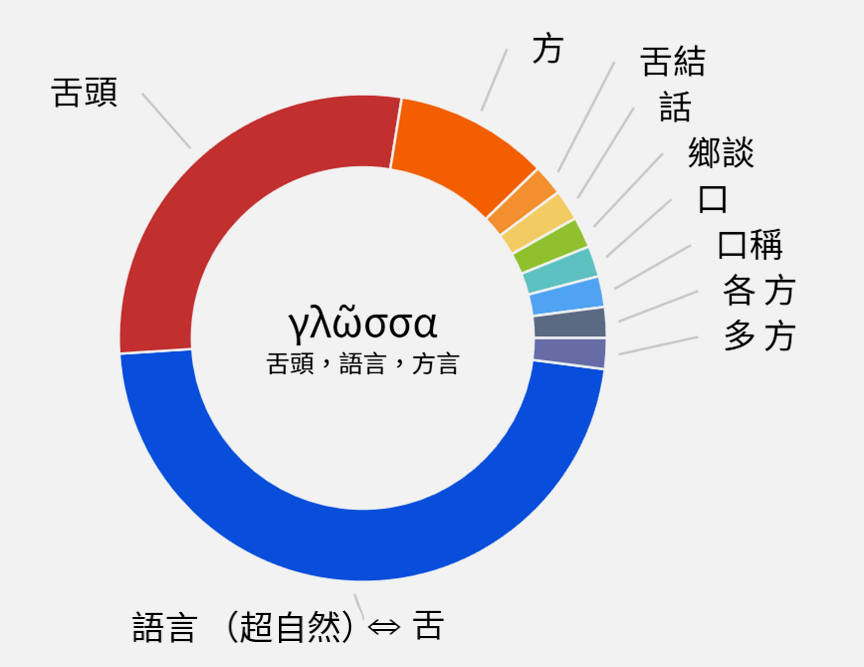 方
舌結
舌頭
話
鄉談
口
口稱
各 方
多 方
γλῶσσα
舌頭，語言，方言
語言 （超自然）⇔ 舌